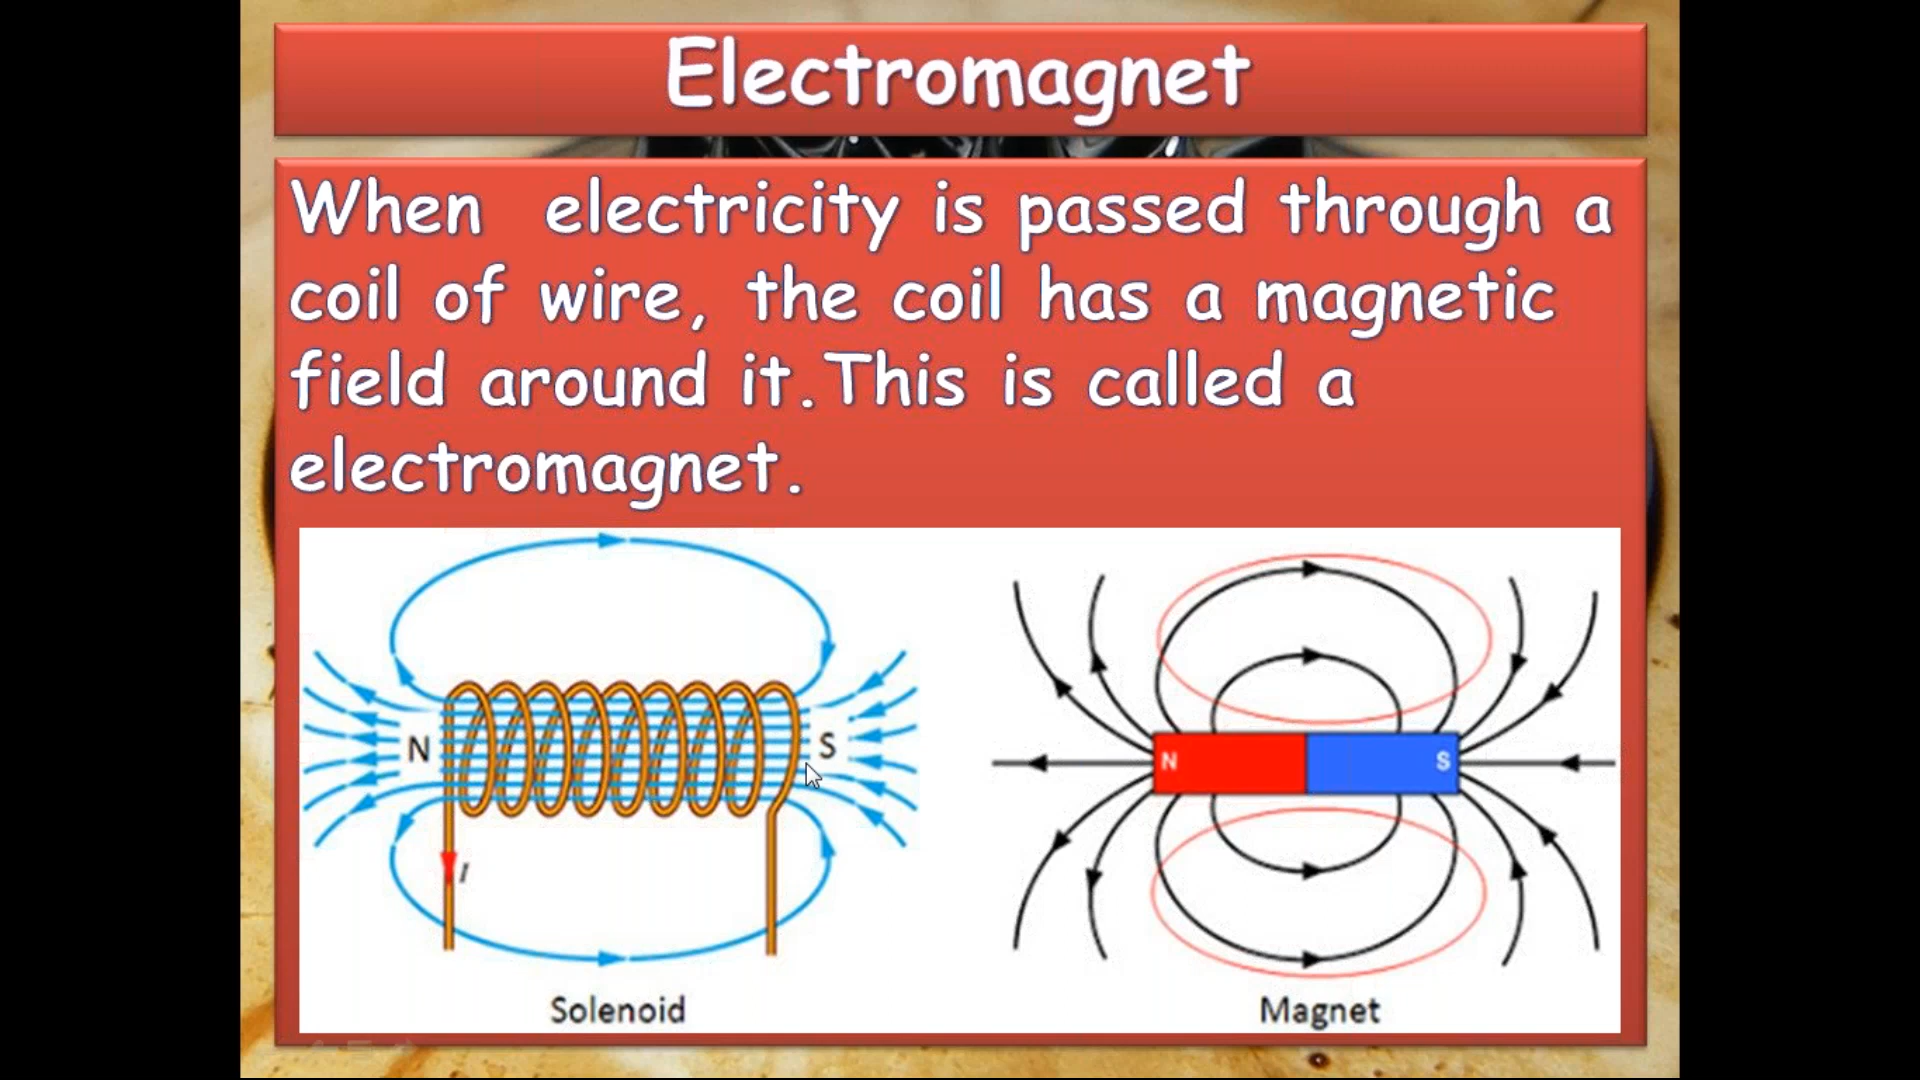 Electromagnet
When electricity is passed through a
coil of wire, the coil has a magnetic
field around it.This is called a
electromagnet.
N
S
I
Solenoid
N
S
Magnet